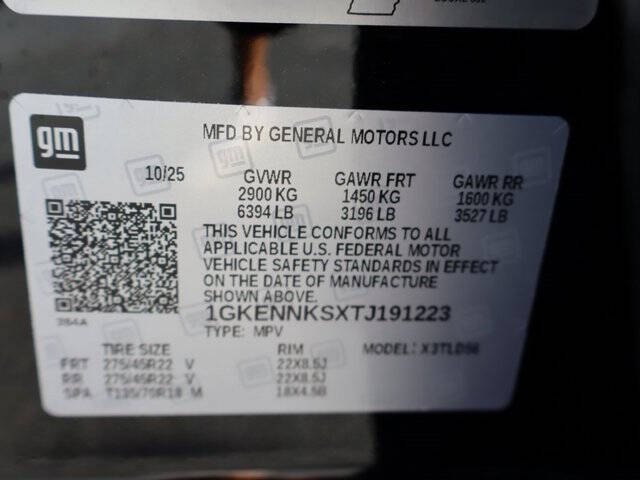 gm
MFD BY GENERAL MOTORS LLC
10/25 GVWR GAWR FRT GAWR RR
2900 KG 1450 KG 1600 KG
6394 LB 3196 LB 3527 LB
THIS VEHICLE CONFORMS TO ALL
APPLICABLE U.S. FEDERAL MOTOR
VEHICLE SAFETY STANDARDS IN EFFECT
ON THE DATE OF MANUFACTURE
SHOWN ABOVE.
1GKENNKSXTJ191223
TYPE: MPV
TIRE SIZE RIM MODEL:
FRT 275/45R22 V 22X8.5J
RR 275/45R22 V 22X8.5J
SPA T135/70R18 M 18X4.5B